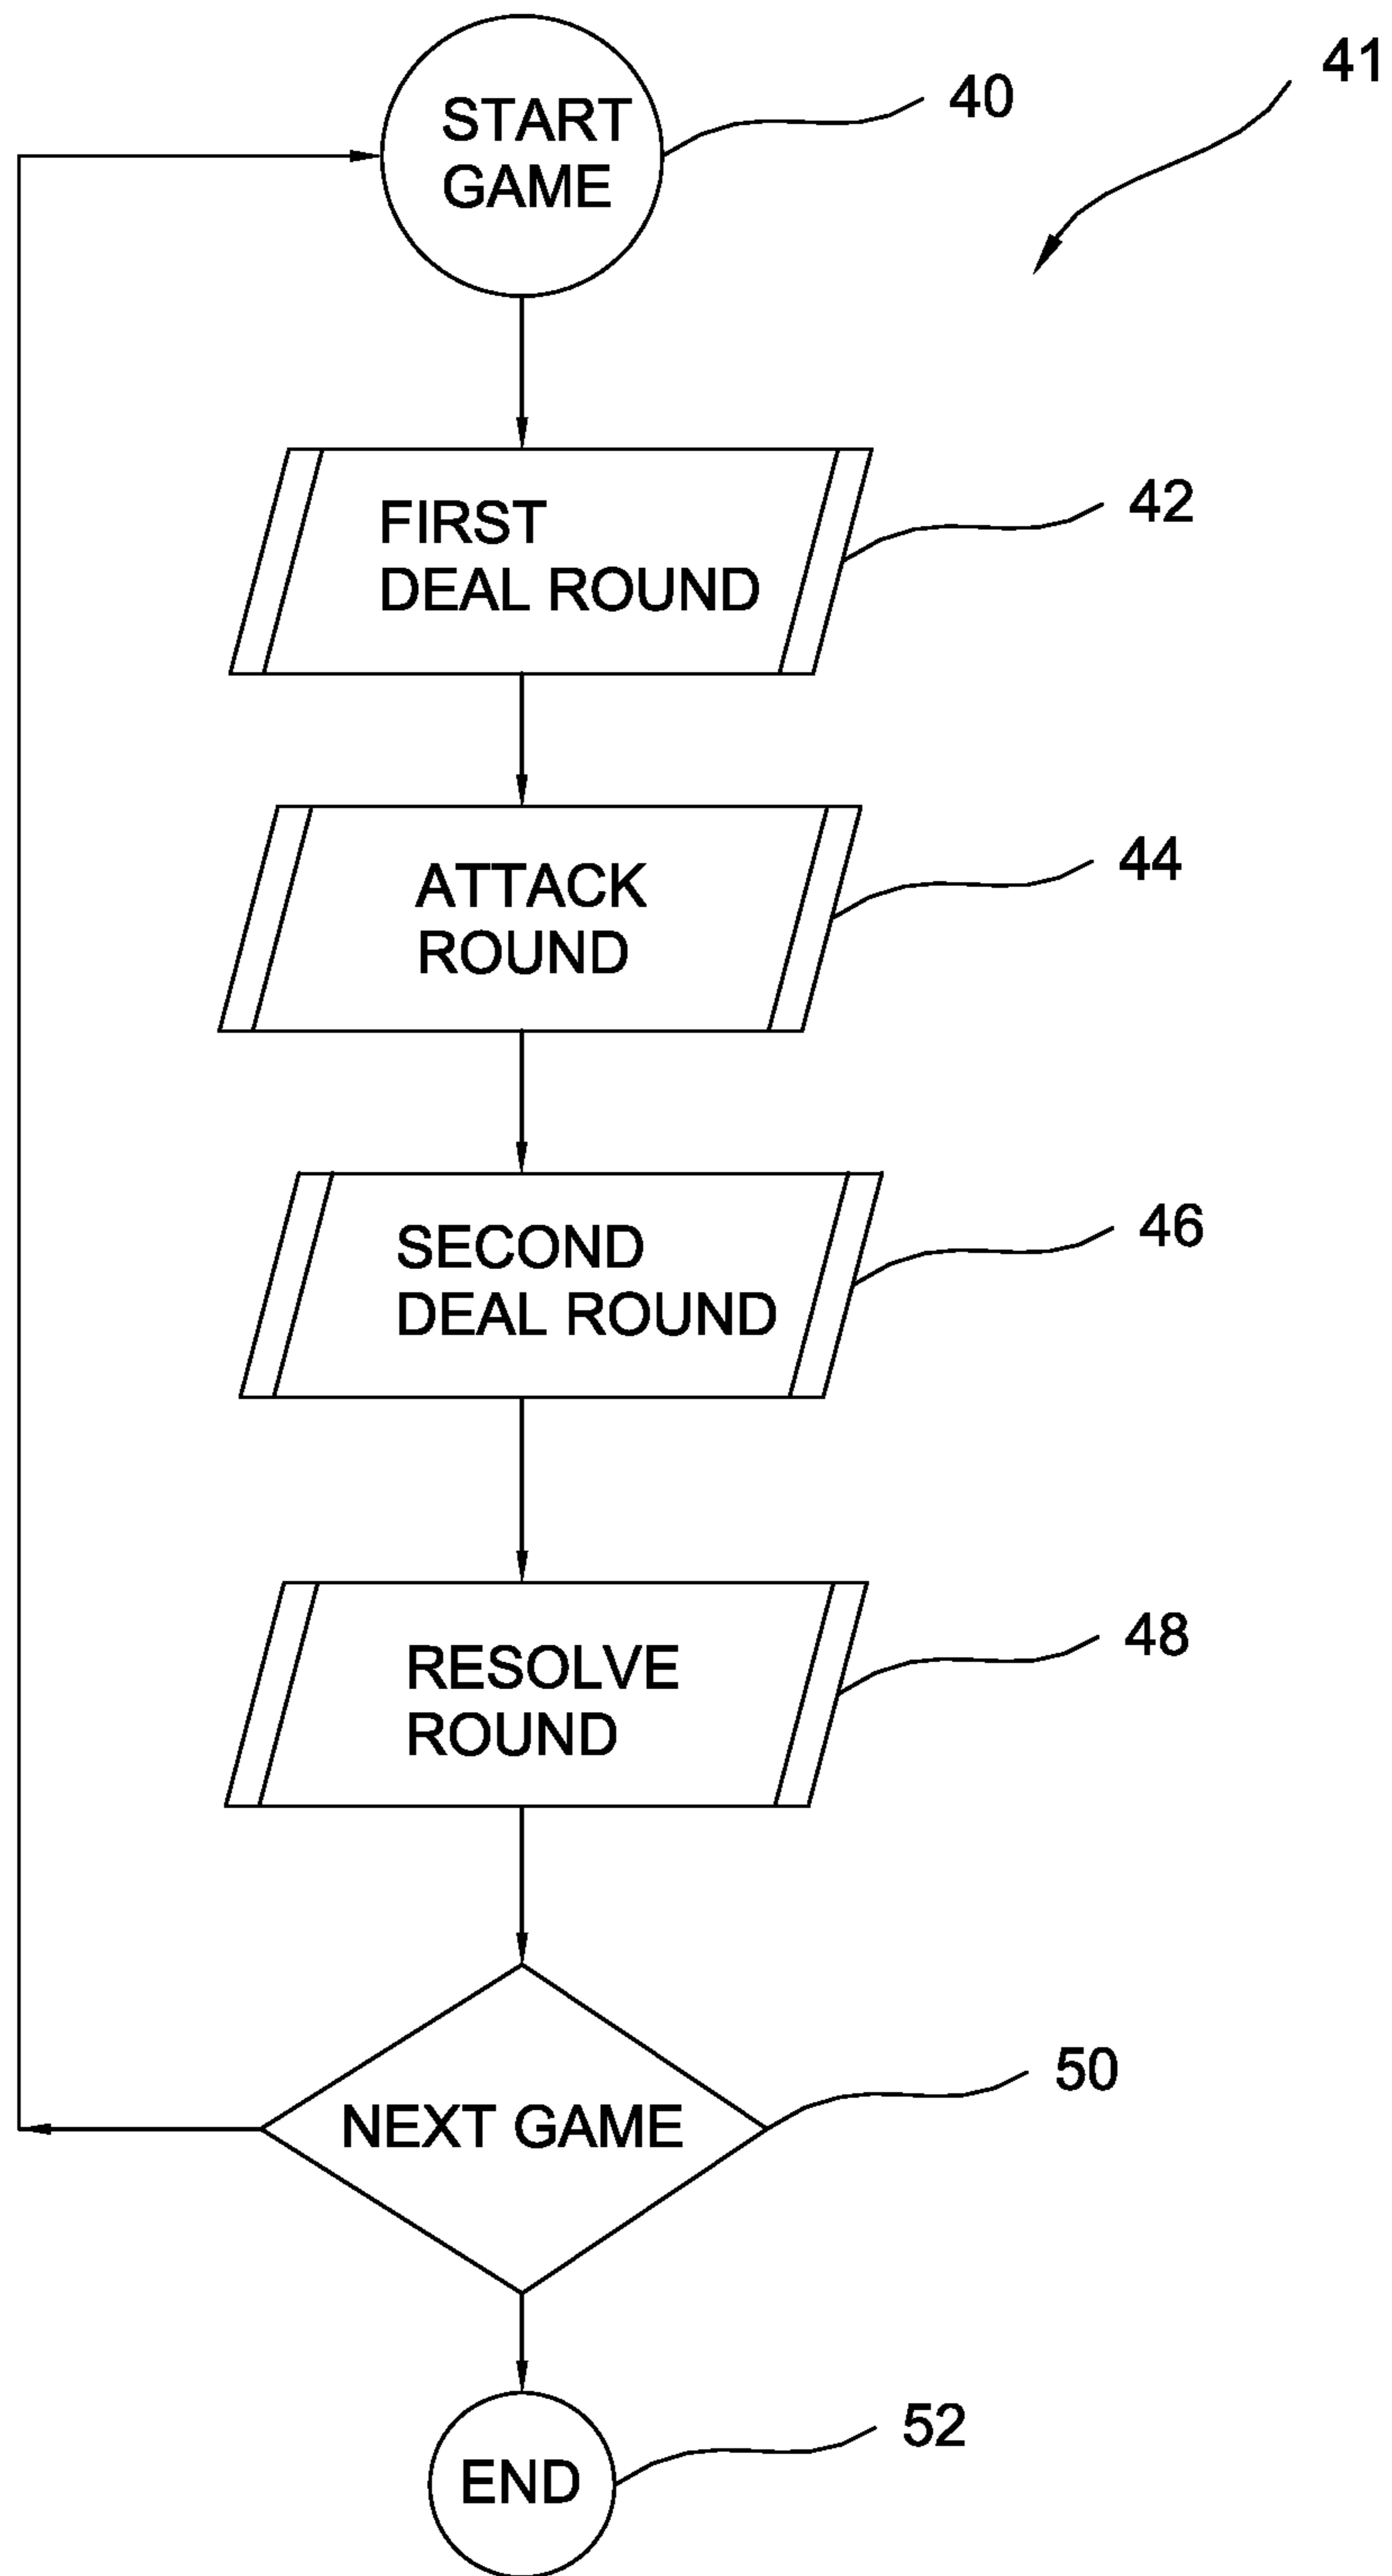 41
40
START
GAME
42
FIRST
DEAL ROUND
44
ATTACK
ROUND
46
SECOND
DEAL ROUND
48
RESOLVE
ROUND
50
NEXT GAME
52
END